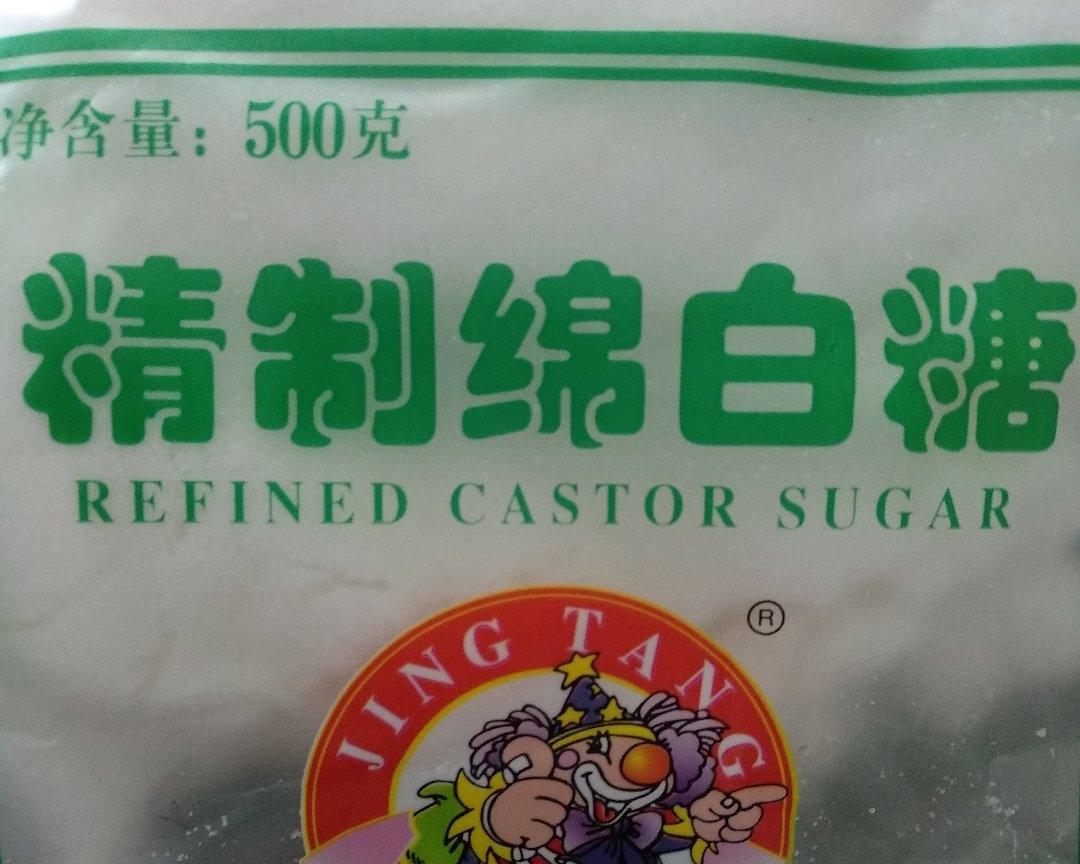 净含量：500克
精制绵白糖
REFINED CASTOR SUGAR
®
JING TANG